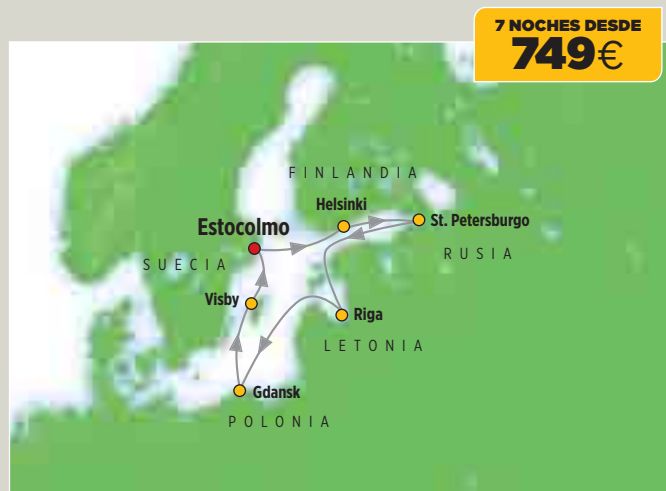 7 NOCHES DESDE
749€
FINLANDIA
Helsinki
St. Petersburgo
Estocolmo
RUSIA
SUECIA
Visby
Riga
LETONIA
Gdansk
POLONIA